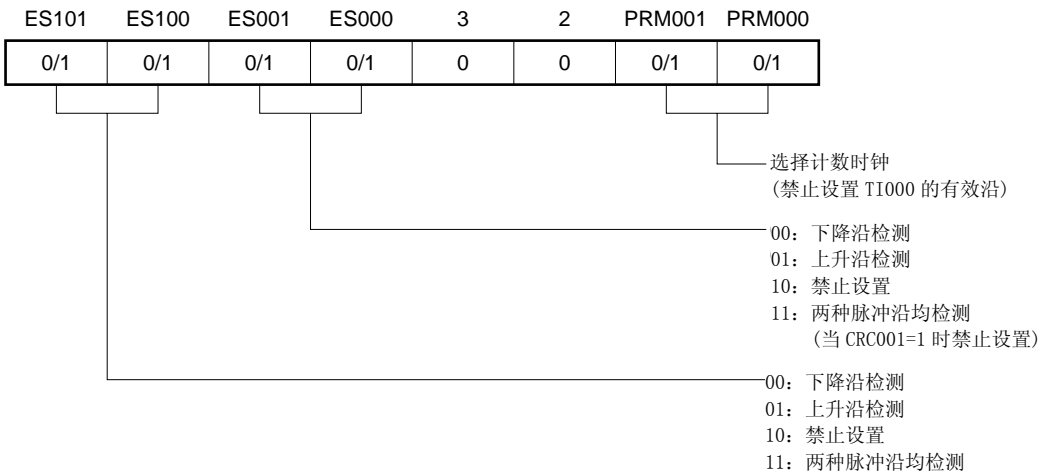 ES101 ES100 ES001 ES000 3 2 PRM001 PRM000
0/1 0/1 0/1 0/1 0 0 0/1 0/1
选择计数时钟
(禁止设置 TI000 的有效沿)
00：下降沿检测
01：上升沿检测
10：禁止设置
11：两种脉冲沿均检测
(当 CRC001=1 时禁止设置)
00：下降沿检测
01：上升沿检测
10：禁止设置
11：两种脉冲沿均检测